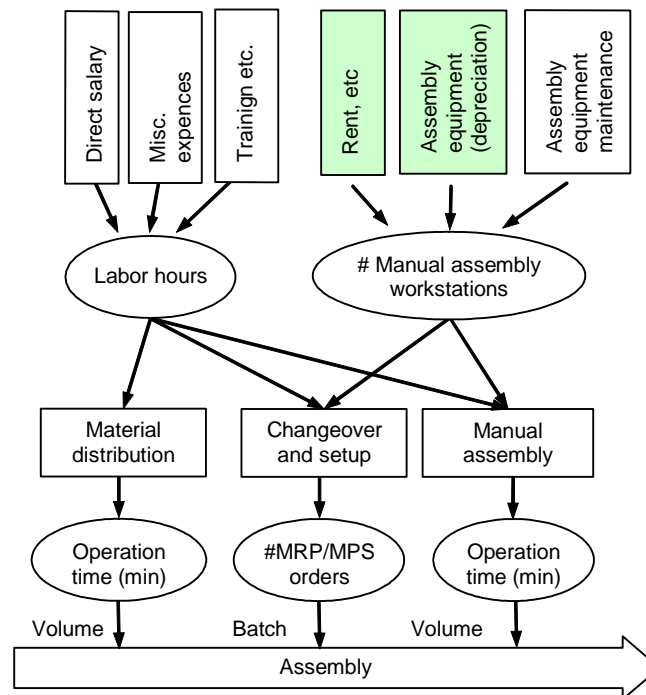 Direct salary
Misc.
expences
Trainign etc.
Rent, etc
Assembly
equipment
(depreciation)
Assembly
equipment
maintenance
Labor hours
# Manual assembly
workstations
Material
distribution
Changeover
and setup
Manual
assembly
Operation
time (min)
#MRP/MPS
orders
Operation
time (min)
Volume
Batch
Volume
Assembly